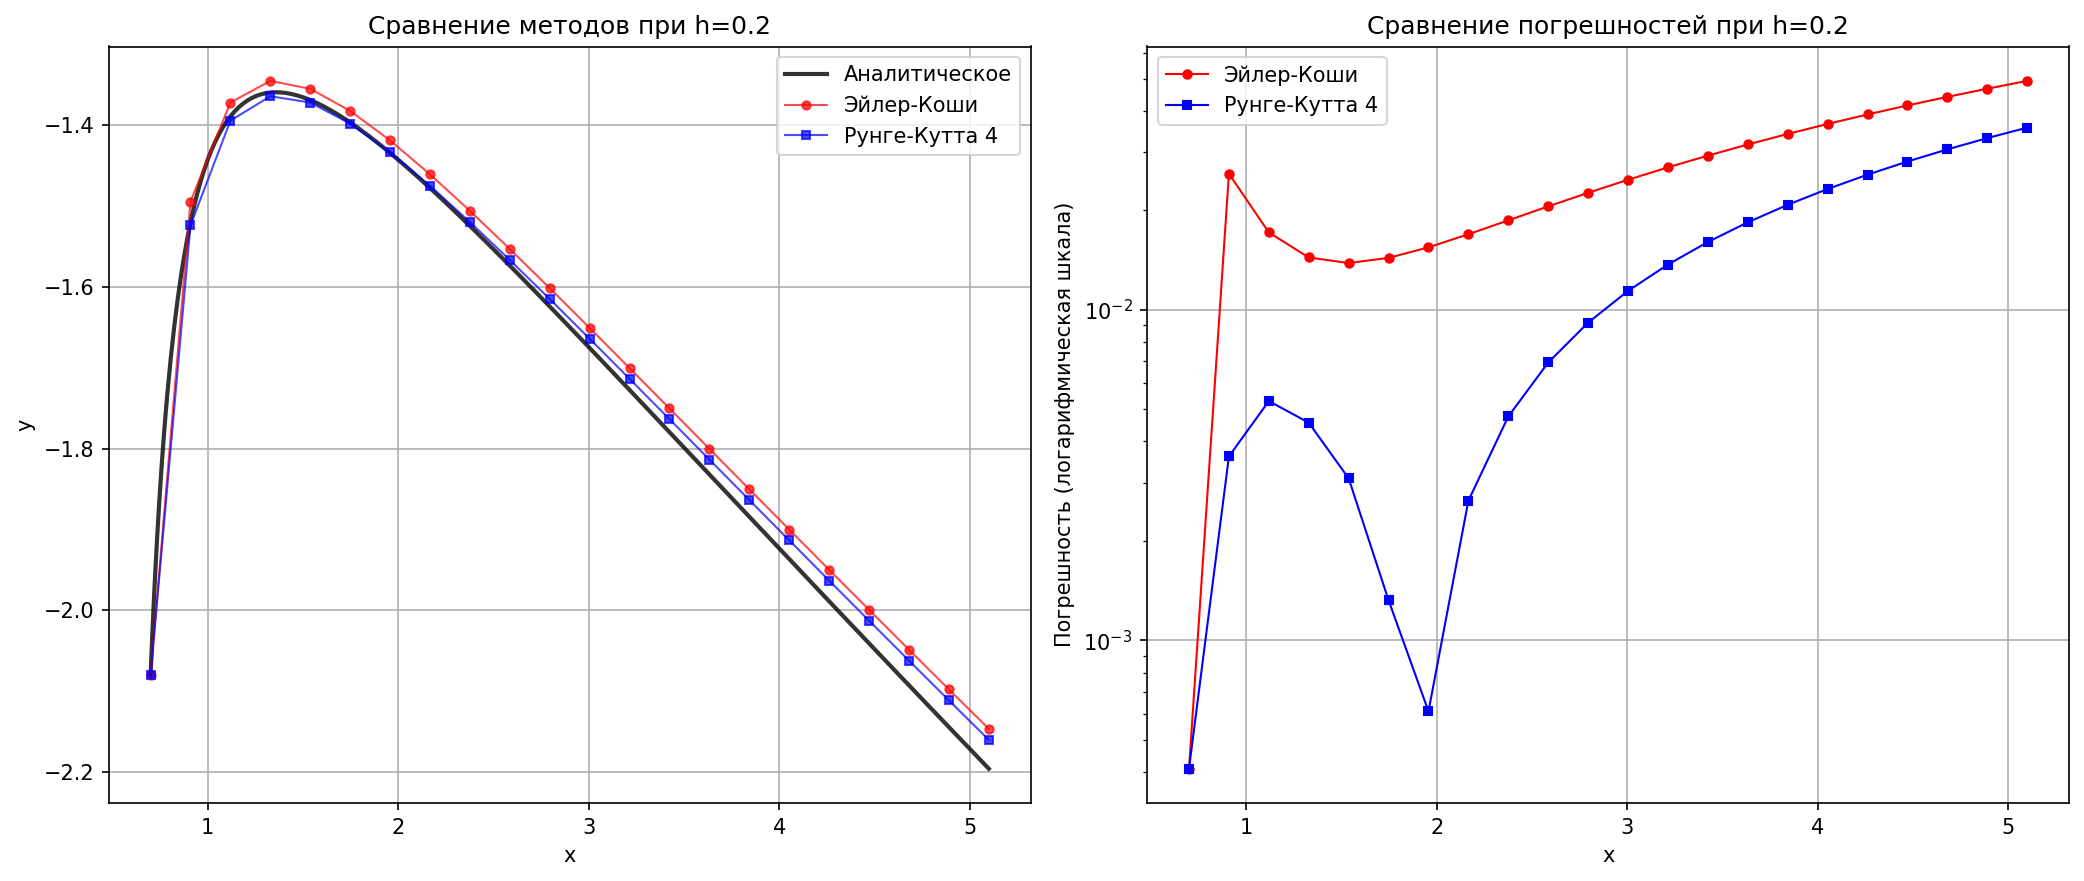 Сравнение методов при h=0.2
Аналитическое
Эйлер-Коши
Рунге-Кутта 4
y
−1.4
−1.6
−1.8
−2.0
−2.2
1 2 3 4 5
x
Сравнение погрешностей при h=0.2
Эйлер-Коши
Рунге-Кутта 4
Погрешность (логарифмическая шкала)
10⁻²
10⁻³
1 2 3 4 5
x